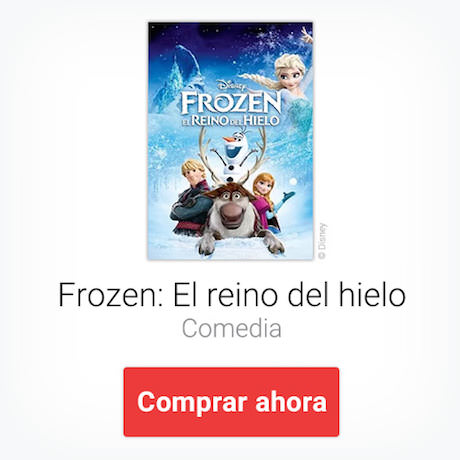 Disney
FROZEN
EL REINO DEL HIELO
© Disney
Frozen: El reino del hielo
Comedia
Comprar ahora